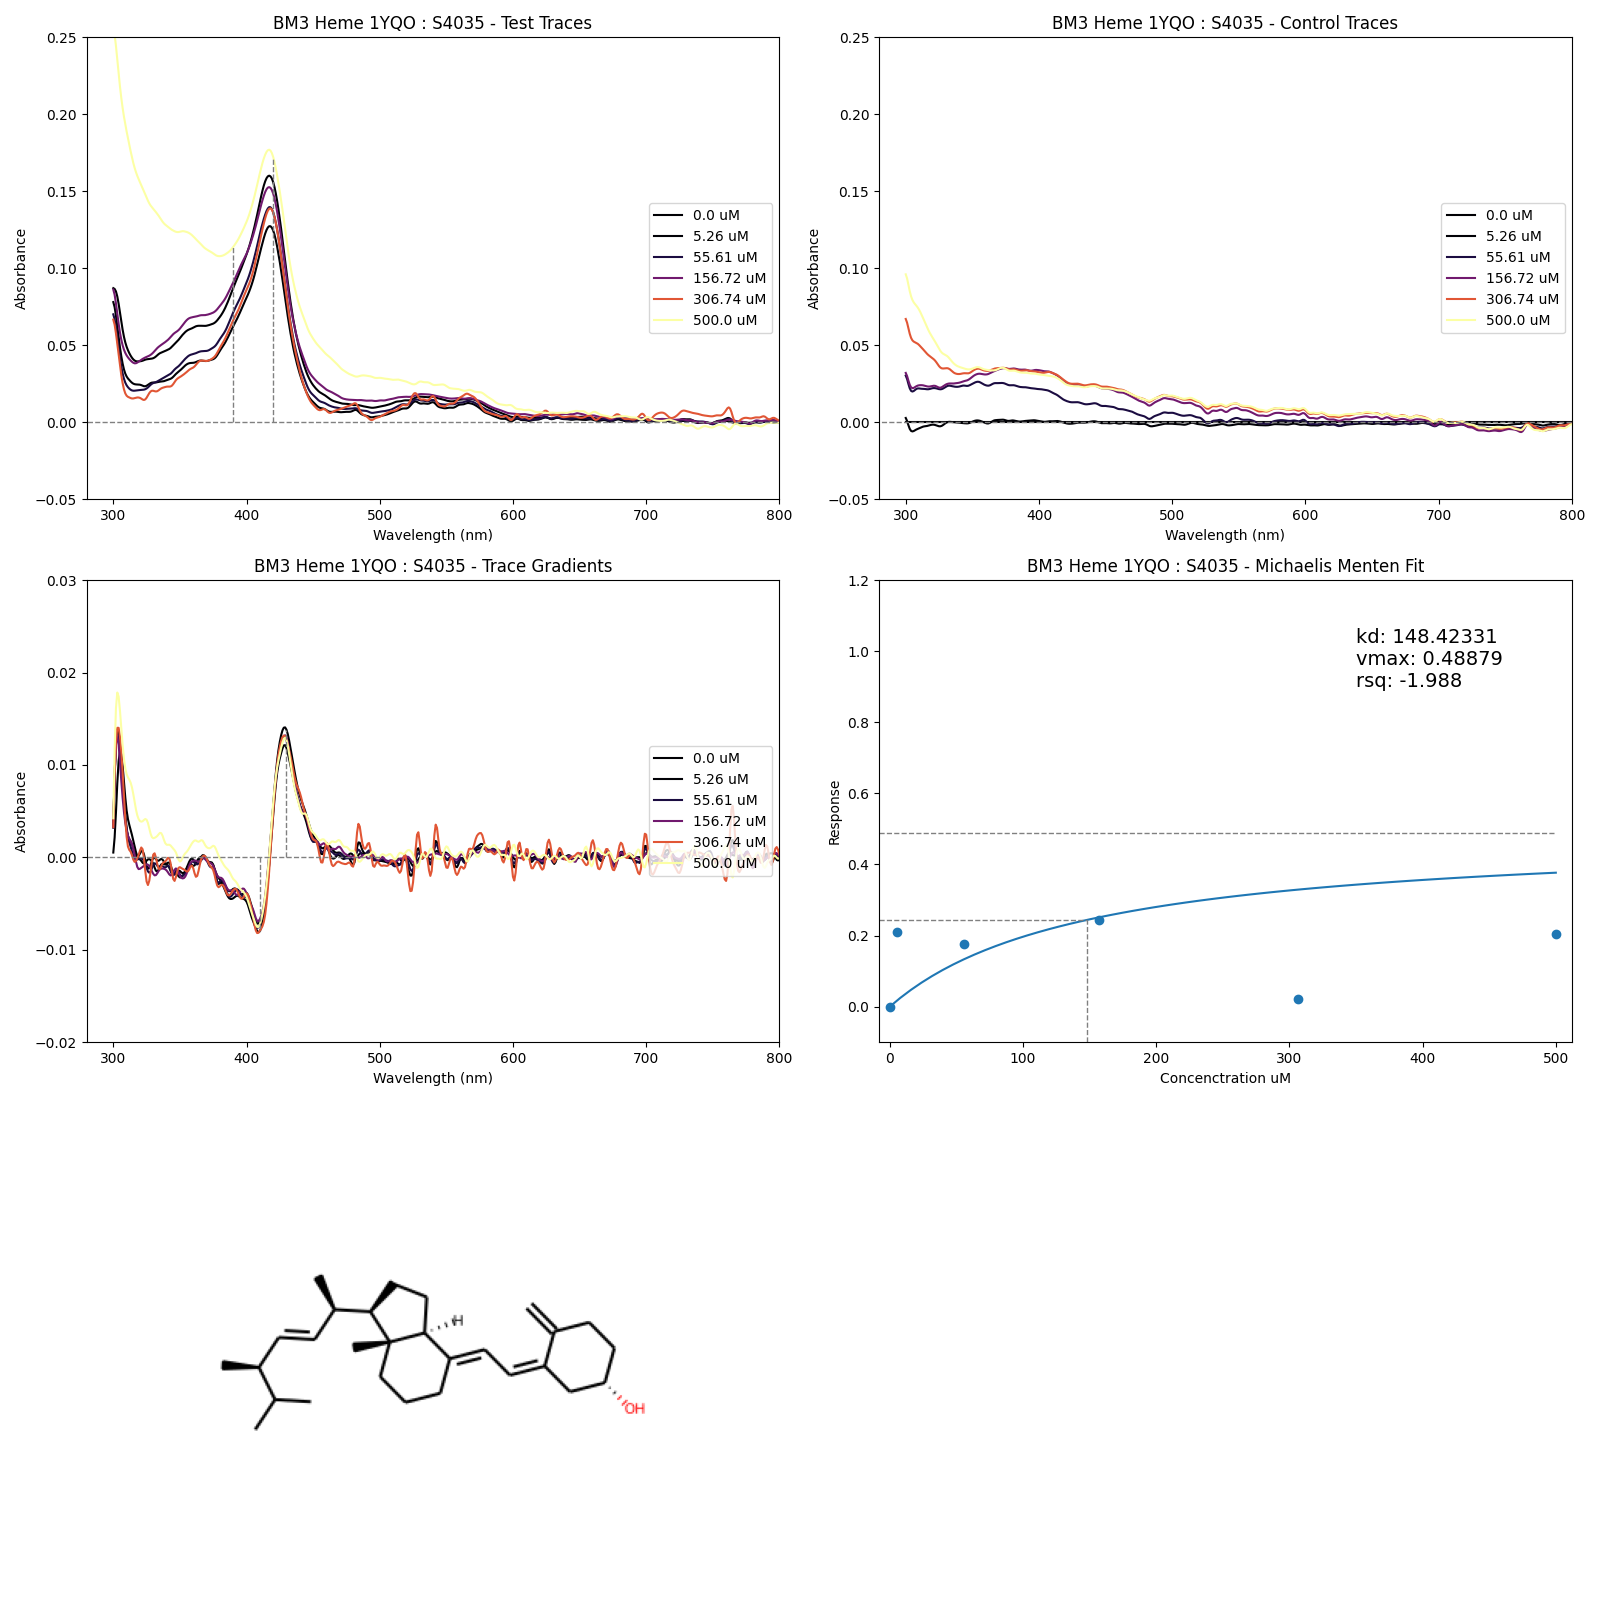 BM3 Heme 1YQO : S4035 - Test Traces
0.25
0.20
0.15
0.10
0.05
0.00
−0.05
Absorbance
300 400 500 600 700 800
Wavelength (nm)
0.0 uM
5.26 uM
55.61 uM
156.72 uM
306.74 uM
500.0 uM
BM3 Heme 1YQO : S4035 - Control Traces
0.25
0.20
0.15
0.10
0.05
0.00
−0.05
Absorbance
300 400 500 600 700 800
Wavelength (nm)
0.0 uM
5.26 uM
55.61 uM
156.72 uM
306.74 uM
500.0 uM
BM3 Heme 1YQO : S4035 - Trace Gradients
0.03
0.02
0.01
0.00
−0.01
−0.02
Absorbance
300 400 500 600 700 800
Wavelength (nm)
0.0 uM
5.26 uM
55.61 uM
156.72 uM
306.74 uM
500.0 uM
BM3 Heme 1YQO : S4035 - Michaelis Menten Fit
1.2
1.0
0.8
0.6
0.4
0.2
0.0
Response
kd: 148.42331
vmax: 0.48879
rsq: -1.988
0 100 200 300 400 500
Concenctration uM
H
OH